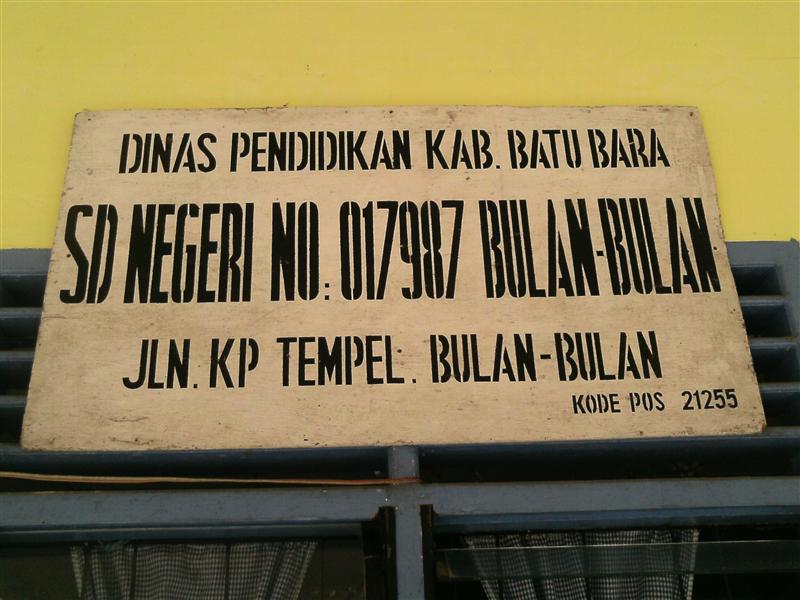 DINAS PENDIDIKAN KAB. BATU BARA
SD NEGERI NO: 017987 BULAN-BULAN
JLN. KP TEMPEL. BULAN-BULAN
KODE POS 21255